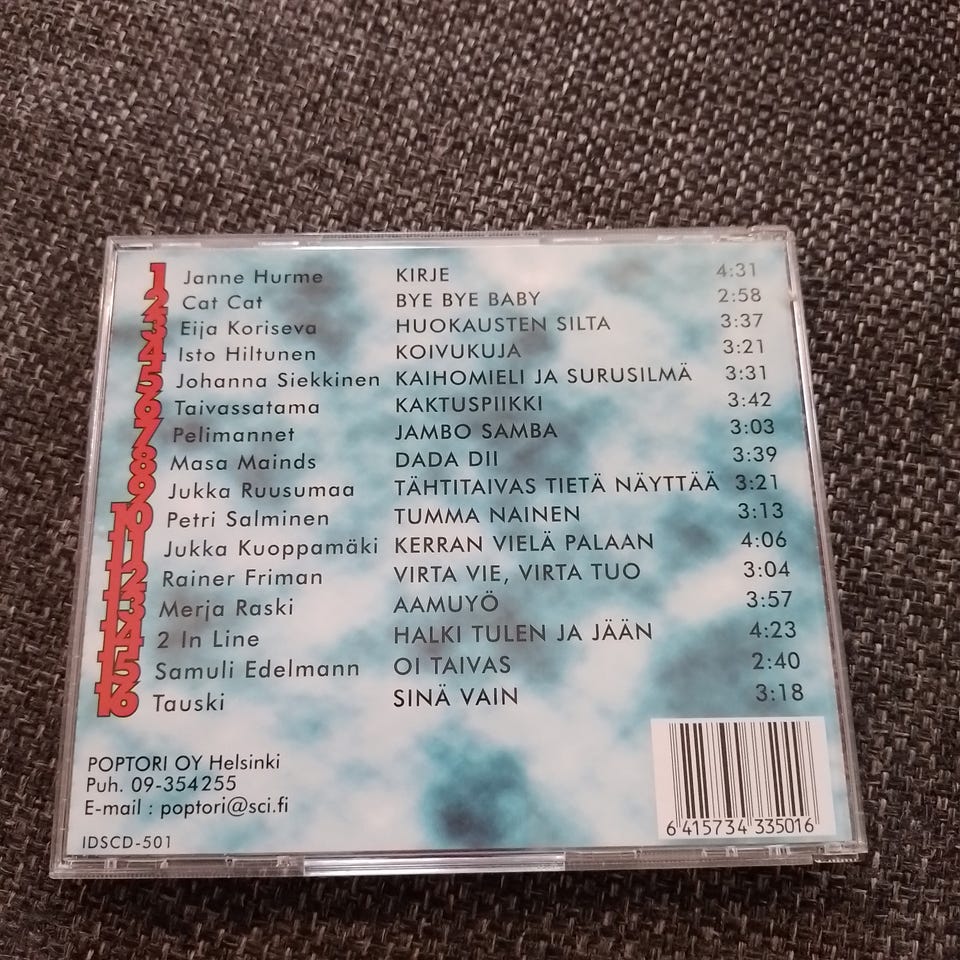 1 Janne Hurme KIRJE 4:31
2 Cat Cat BYE BYE BABY 2:58
3 Eija Koriseva HUOKAUSTEN SILTA 3:37
4 Isto Hiltunen KOIVUKUJA 3:21
5 Johanna Siekkinen KAIHOMIELI JA SURUSILMÄ 3:31
6 Taivassatama KAKTUSPIIKKI 3:42
7 Pelimannet JAMBO SAMBA 3:03
8 Masa Mainds DADA DII 3:39
9 Jukka Ruusumaa TÄHTITAIVAS TIETÄ NÄYTTÄÄ 3:21
10 Petri Salminen TUMMA NAINEN 3:13
11 Jukka Kuoppamäki KERRAN VIELÄ PALAAN 4:06
12 Rainer Friman VIRTA VIE, VIRTA TUO 3:04
13 Merja Raski AAMUYÖ 3:57
14 2 In Line HALKI TULEN JA JÄÄN 4:23
15 Samuli Edelmann OI TAIVAS 2:40
16 Tauski SINÄ VAIN 3:18
POPTORI OY Helsinki
Puh. 09-354255
E-mail : poptori@sci.fi
IDSCD-501
6 415734 335016